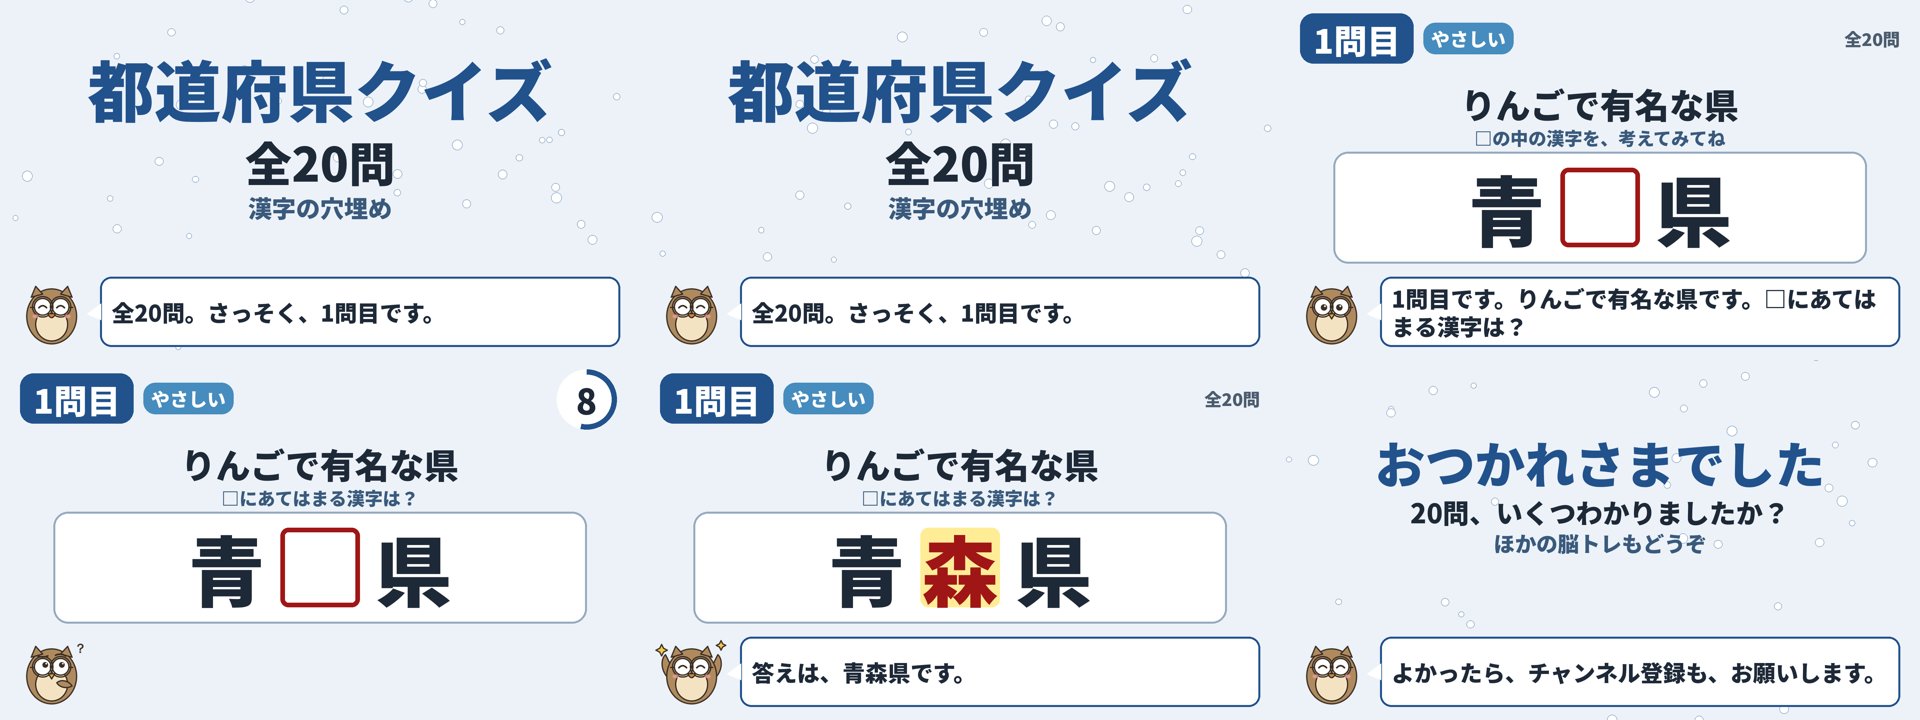 都道府県クイズ
全20問
漢字の穴埋め
全20問。さっそく、1問目です。
都道府県クイズ
全20問
漢字の穴埋め
全20問。さっそく、1問目です。
1問目 やさしい 全20問
りんごで有名な県
□の中の漢字を、考えてみてね
青□県
1問目です。りんごで有名な県です。□にあては
まる漢字は？
1問目 やさしい 8
りんごで有名な県
□にあてはまる漢字は？
青□県
?
1問目 やさしい 全20問
りんごで有名な県
□にあてはまる漢字は？
青森県
答えは、青森県です。
おつかれさまでした
20問、いくつわかりましたか？
ほかの脳トレもどうぞ
よかったら、チャンネル登録も、お願いします。